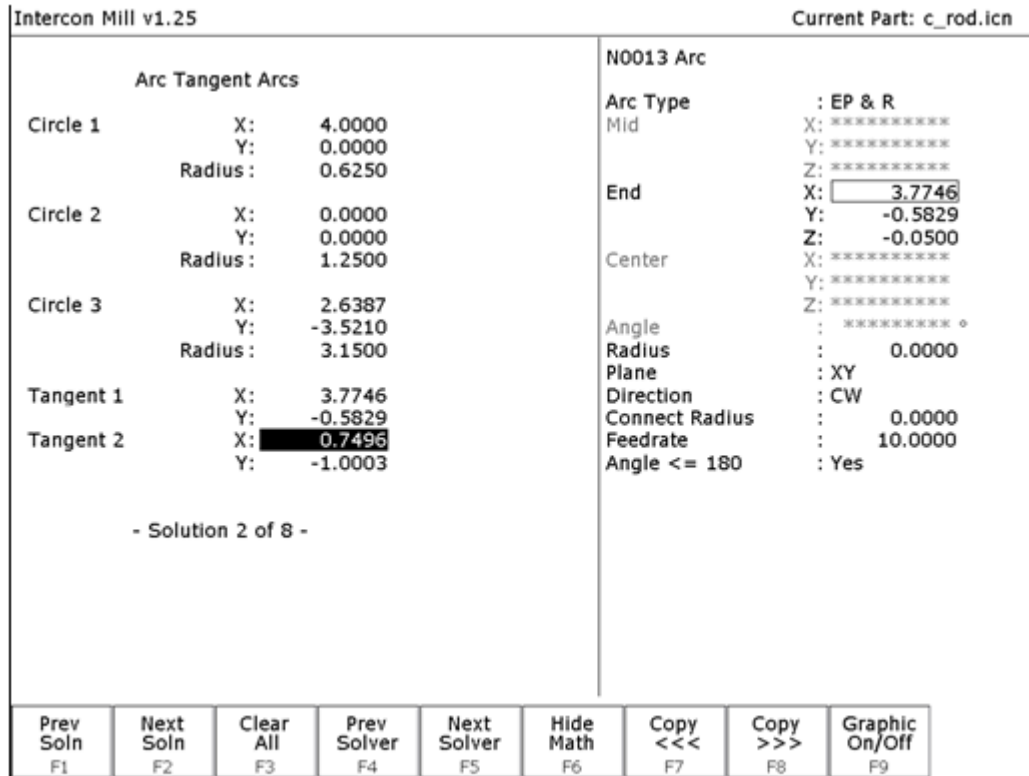 Intercon Mill v1.25 Current Part: c_rod.icn
Arc Tangent Arcs
Circle 1 X: 4.0000
Y: 0.0000
Radius : 0.6250
Circle 2 X: 0.0000
Y: 0.0000
Radius : 1.2500
Circle 3 X: 2.6387
Y: -3.5210
Radius : 3.1500
Tangent 1 X: 3.7746
Y: -0.5829
Tangent 2 X: 0.7496
Y: -1.0003
- Solution 2 of 8 -
N0013 Arc
Arc Type : EP & R
Mid X: **********
Y: **********
Z: **********
End X: 3.7746
Y: -0.5829
Z: -0.0500
Center X: **********
Y: **********
Z: **********
Angle : ********* °
Radius : 0.0000
Plane : XY
Direction : CW
Connect Radius : 0.0000
Feedrate : 10.0000
Angle <= 180 : Yes
Prev Soln F1
Next Soln F2
Clear All F3
Prev Solver F4
Next Solver F5
Hide Math F6
Copy <<< F7
Copy >>> F8
Graphic On/Off F9